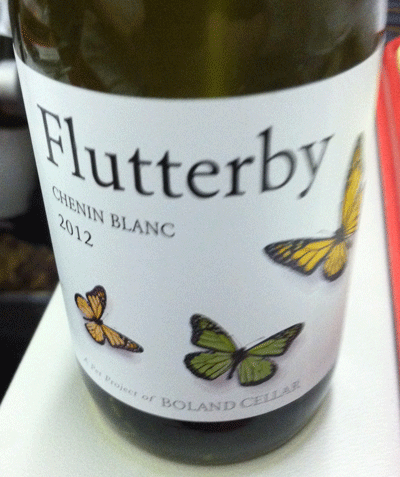 Flutterby
CHENIN BLANC
2012
A Pet Project of BOLAND CELLAR